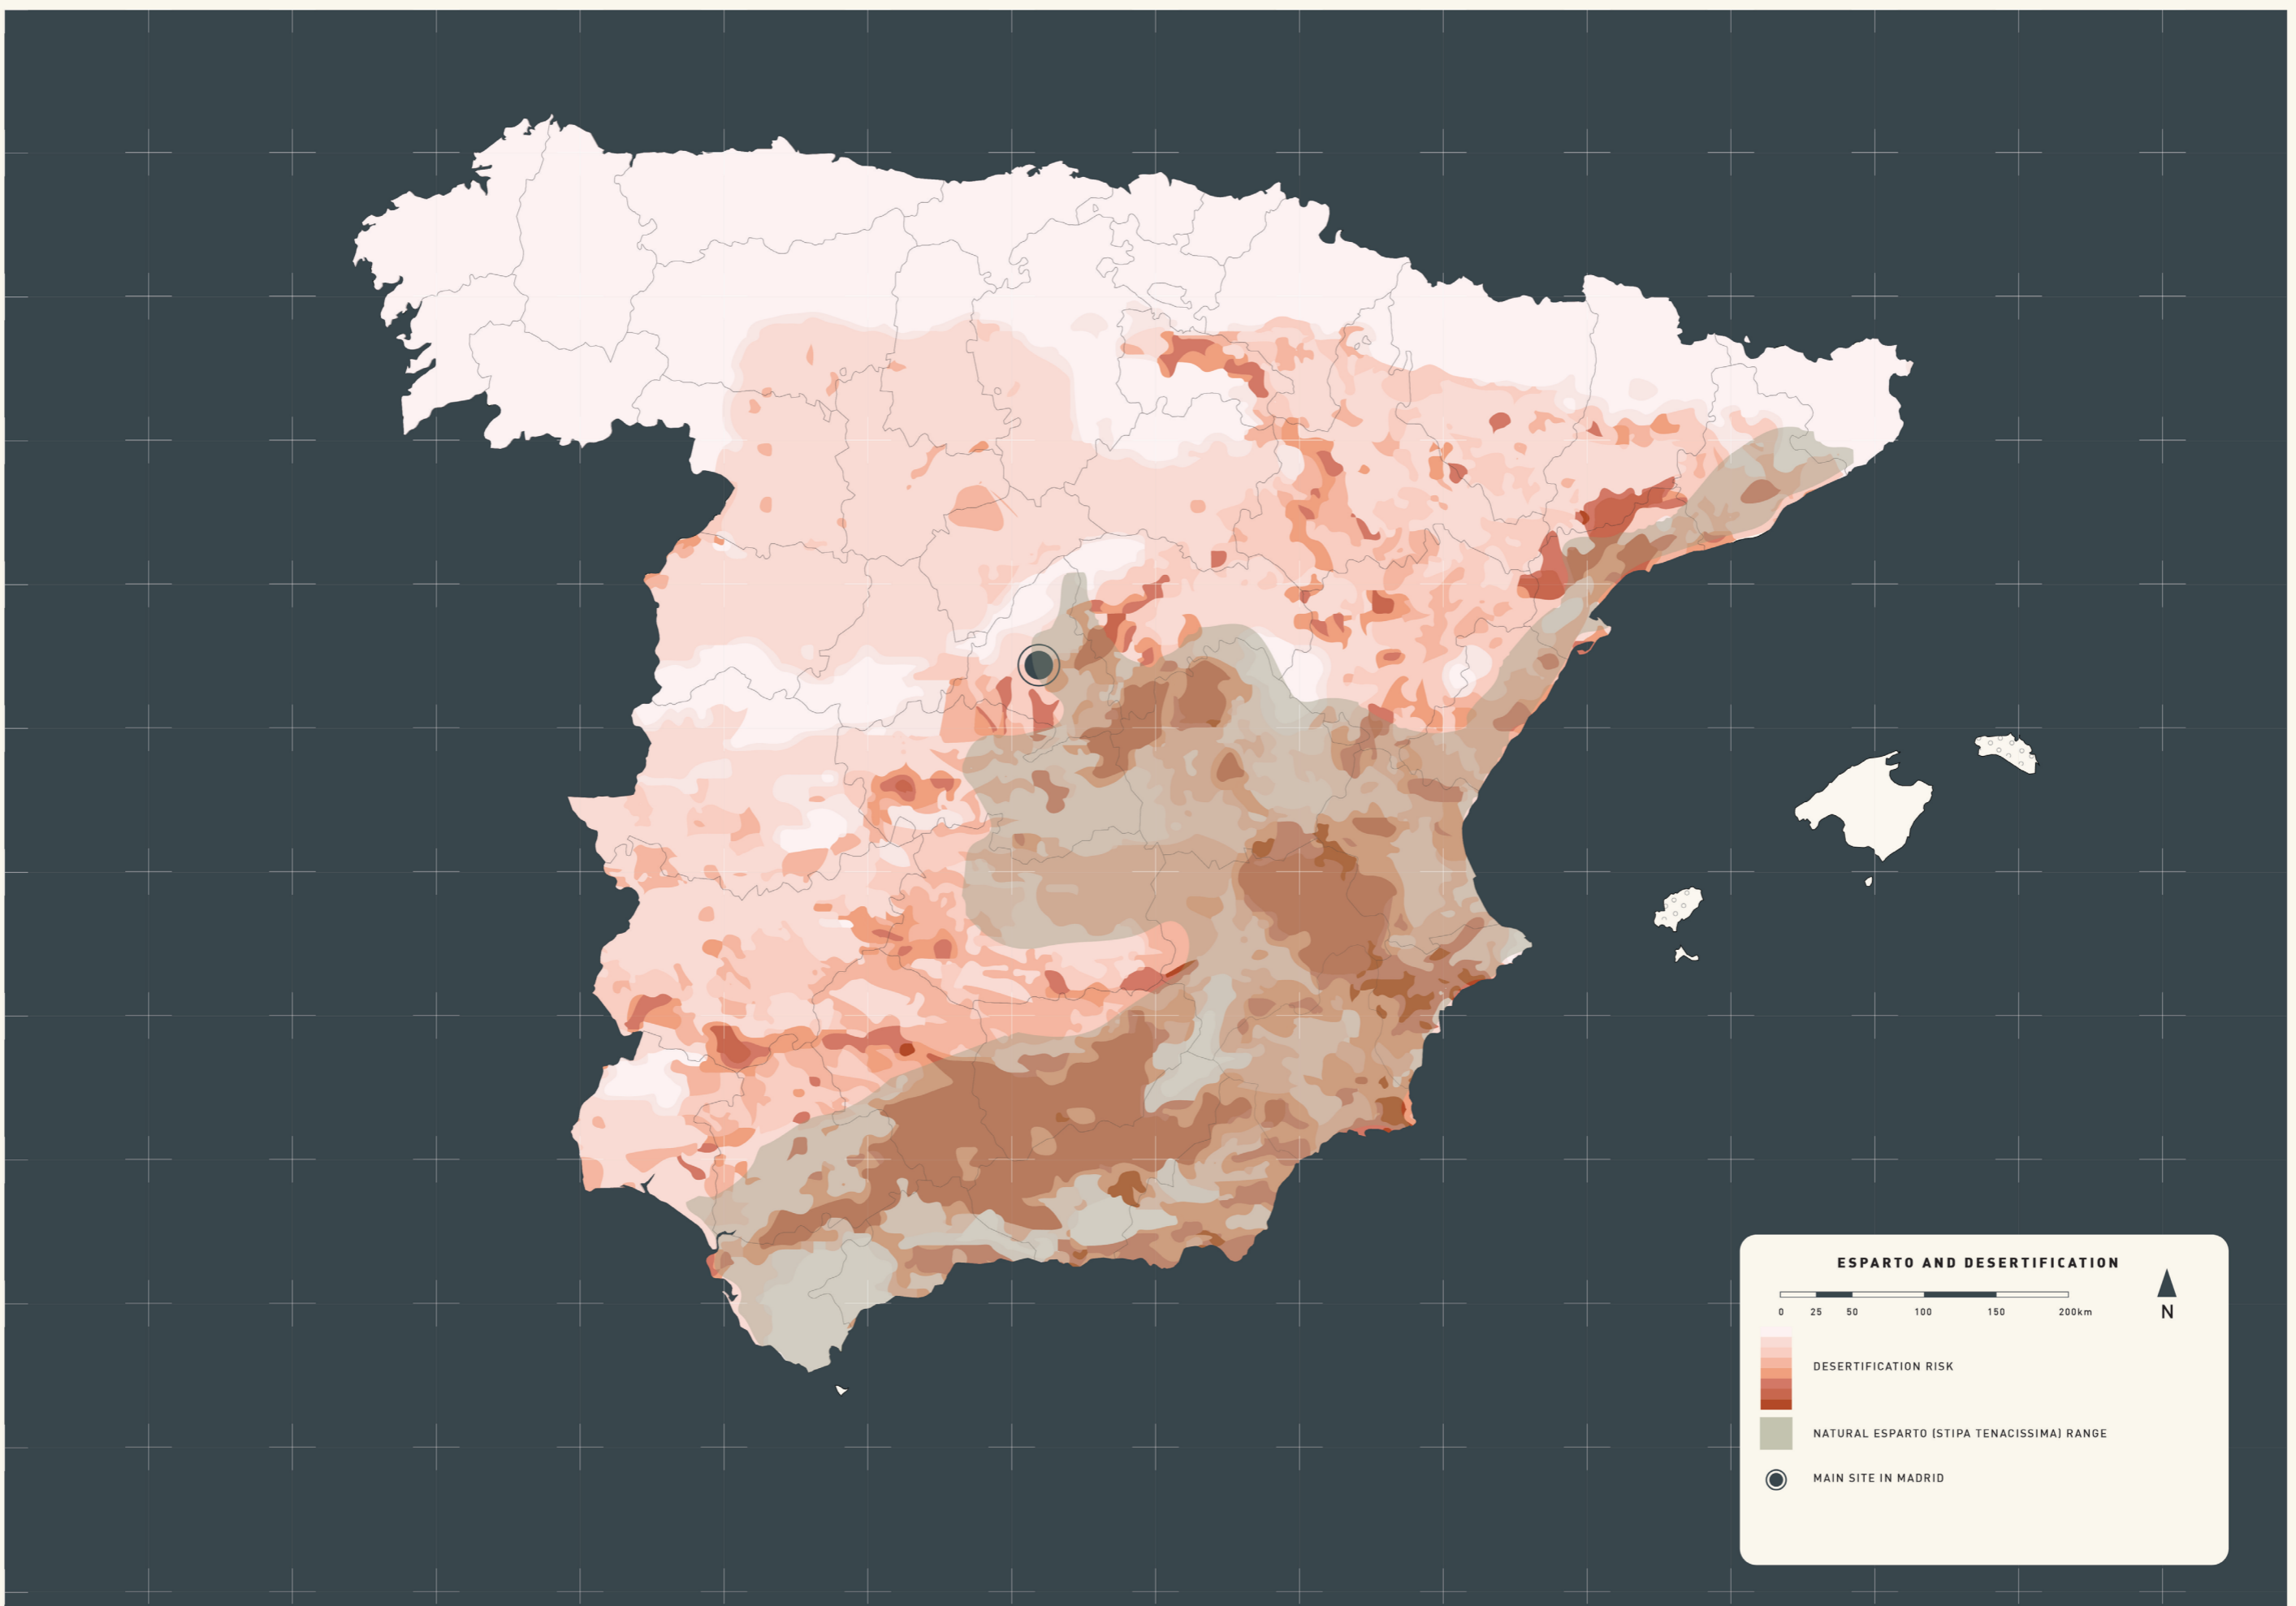 ESPARTO AND DESERTIFICATION
0 25 50 100 150 200km
N
DESERTIFICATION RISK
NATURAL ESPARTO (STIPA TENACISSIMA) RANGE
MAIN SITE IN MADRID